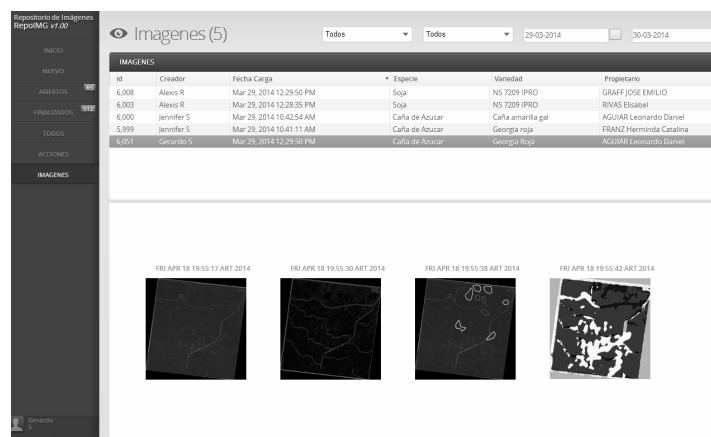 Repositorio de Imágenes
RepoIMG v1.00
INICIO
NUEVO
ABIERTOS 63
FINALIZADOS 512
TODOS
ACCIONES
IMAGENES
Gerardo
S
Imagenes (5)
Todos Todos 29-03-2014 30-03-2014
IMAGENES
id Creador Fecha Carga Especie Variedad Propietario
6,008 Alexis R Mar 29, 2014 12:29:50 PM Soja NS 7209 IPRO GRAFF JOSE EMILIO
6,003 Alexis R Mar 29, 2014 12:28:35 PM Soja NS 7209 IPRO RIVAS Elisabel
6,000 Jennifer S Mar 29, 2014 10:42:54 AM Caña de Azucar Caña amarilla gal AGUIAR Leonardo Daniel
5,999 Jennifer S Mar 29, 2014 10:41:11 AM Caña de Azucar Georgia roja FRANZ Herminda Catalina
6,051 Gerardo S Mar 29, 2014 12:29:50 PM Caña de Azucar Georgia Roja AGUIAR Leonardo Daniel
FRI APR 18 19:55:17 ART 2014 FRI APR 18 19:55:30 ART 2014 FRI APR 18 19:55:38 ART 2014 FRI APR 18 19:55:42 ART 2014